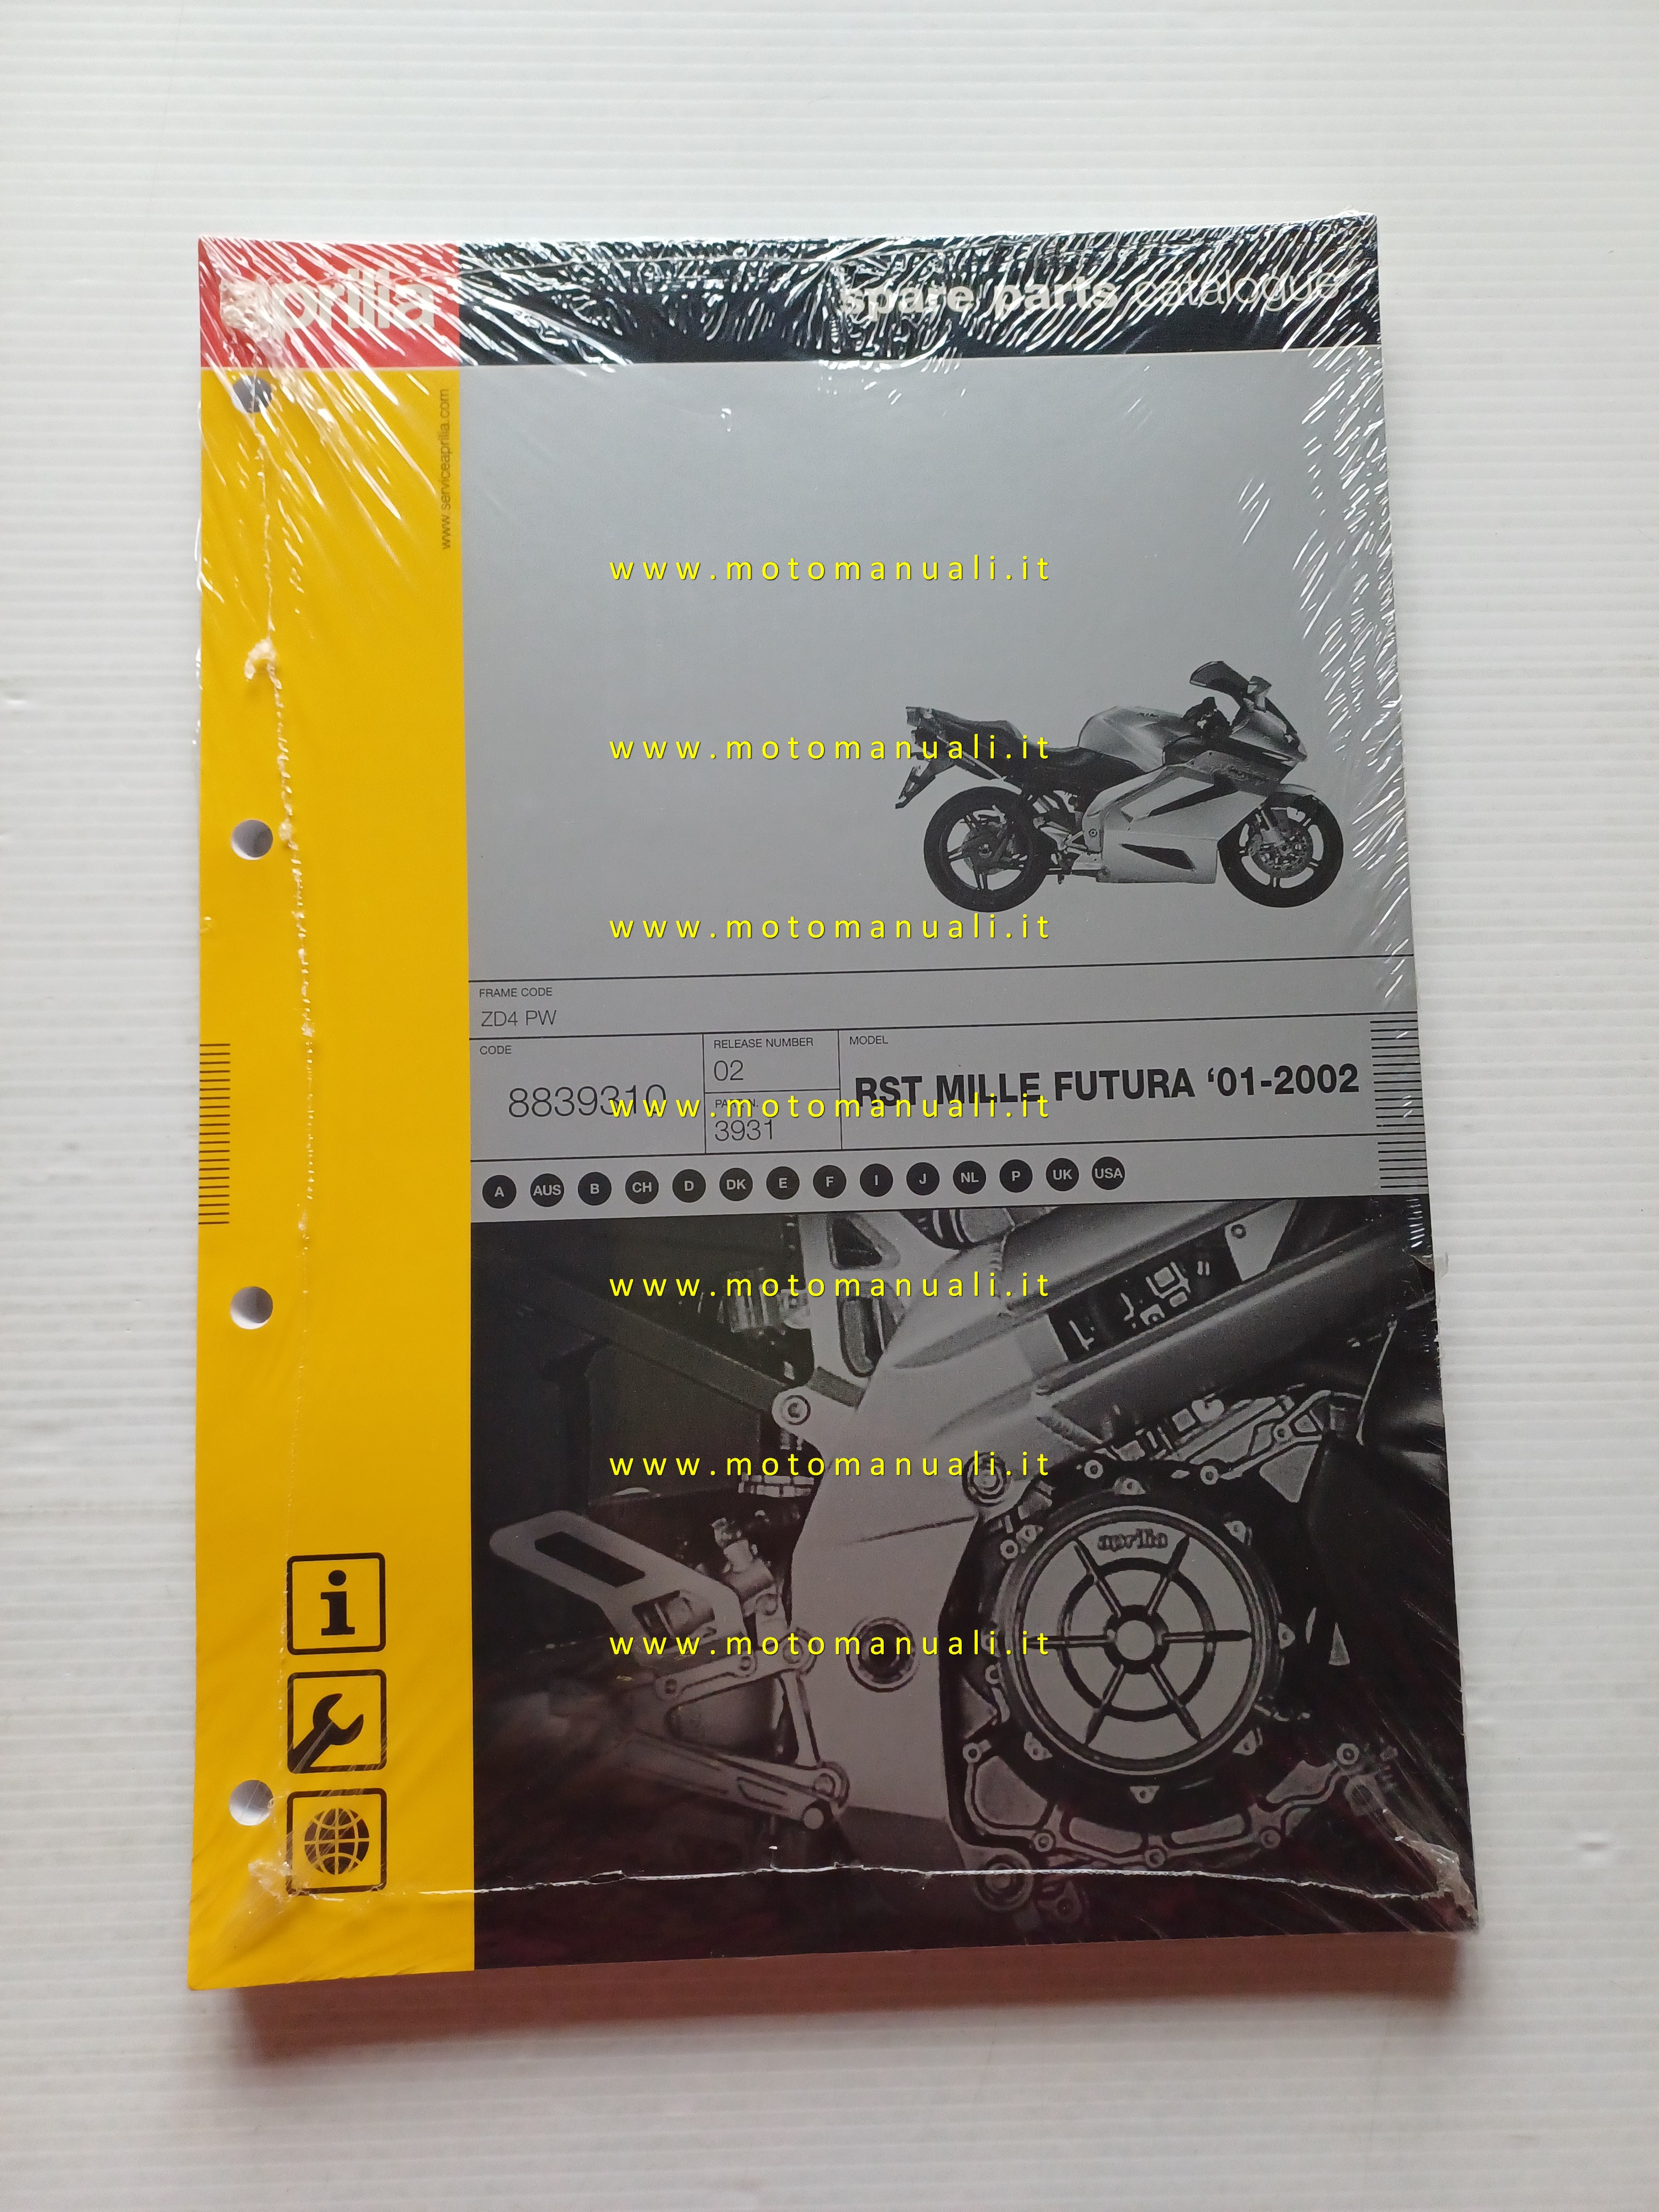 aprilia
spare parts catalogue
www.serviceaprilia.com
www.motomanuali.it
www.motomanuali.it
www.motomanuali.it
FRAME CODE
ZD4 PW
CODE
8839310
RELEASE NUMBER
02
3931
MODEL
RST MILLE FUTURA ‘01-2002
www.motomanuali.it
A AUS B CH D DK E F I J NL P UK USA
www.motomanuali.it
www.motomanuali.it
aprilia
www.motomanuali.it